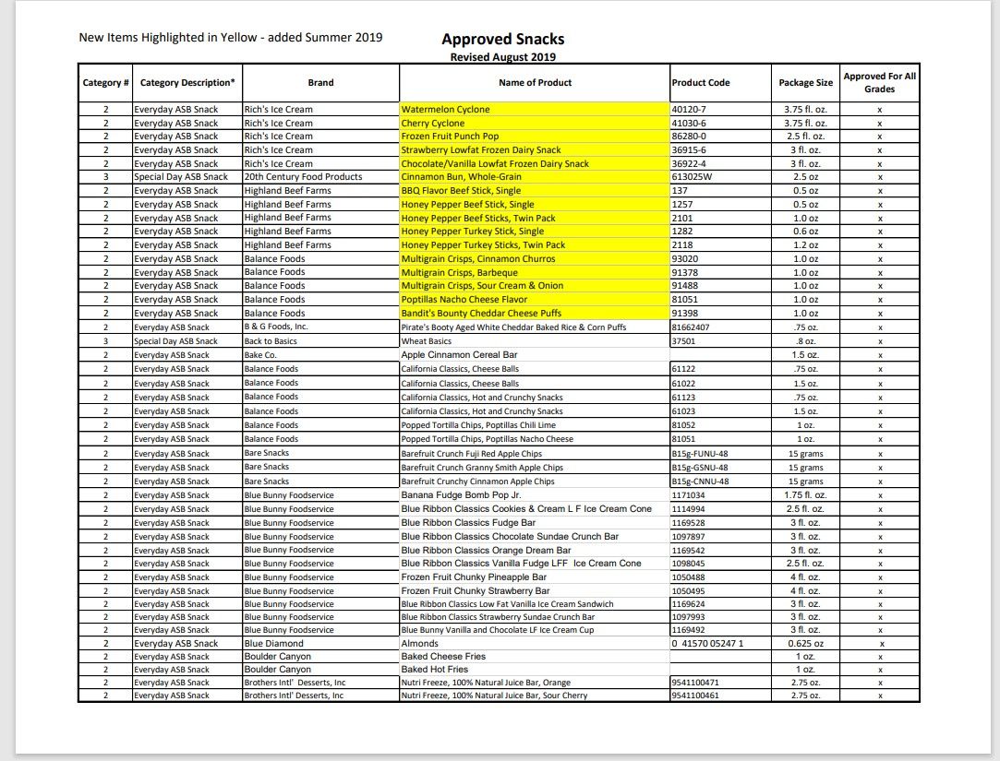 New Items Highlighted in Yellow - added Summer 2019
Approved Snacks
Revised August 2019
Category # Category Description* Brand Name of Product Product Code Package Size Approved For All Grades
2 Everyday ASB Snack Rich's Ice Cream Watermelon Cyclone 40120-7 3.75 fl. oz. x
2 Everyday ASB Snack Rich's Ice Cream Cherry Cyclone 41030-6 3.75 fl. oz. x
2 Everyday ASB Snack Rich's Ice Cream Frozen Fruit Punch Pop 86280-0 2.5 fl. oz. x
2 Everyday ASB Snack Rich's Ice Cream Strawberry Lowfat Frozen Dairy Snack 36915-6 3 fl. oz. x
2 Everyday ASB Snack Rich's Ice Cream Chocolate/Vanilla Lowfat Frozen Dairy Snack 36922-4 3 fl. oz. x
3 Special Day ASB Snack 20th Century Food Products Cinnamon Bun, Whole-Grain 613025W 2.5 oz x
2 Everyday ASB Snack Highland Beef Farms BBQ Flavor Beef Stick, Single 137 0.5 oz x
2 Everyday ASB Snack Highland Beef Farms Honey Pepper Beef Stick, Single 1257 0.5 oz x
2 Everyday ASB Snack Highland Beef Farms Honey Pepper Beef Sticks, Twin Pack 2101 1.0 oz x
2 Everyday ASB Snack Highland Beef Farms Honey Pepper Turkey Stick, Single 1282 0.6 oz x
2 Everyday ASB Snack Highland Beef Farms Honey Pepper Turkey Sticks, Twin Pack 2118 1.2 oz x
2 Everyday ASB Snack Balance Foods Multigrain Crisps, Cinnamon Churros 93020 1.0 oz x
2 Everyday ASB Snack Balance Foods Multigrain Crisps, Barbeque 91378 1.0 oz x
2 Everyday ASB Snack Balance Foods Multigrain Crisps, Sour Cream & Onion 91488 1.0 oz x
2 Everyday ASB Snack Balance Foods Poptillas Nacho Cheese Flavor 81051 1.0 oz x
2 Everyday ASB Snack Balance Foods Bandit's Bounty Cheddar Cheese Puffs 91398 1.0 oz x
2 Everyday ASB Snack B & G Foods, Inc. Pirate's Booty Aged White Cheddar Baked Rice & Corn Puffs 81662407 .75 oz. x
3 Special Day ASB Snack Back to Basics Wheat Basics 37501 .8 oz. x
2 Everyday ASB Snack Bake Co. Apple Cinnamon Cereal Bar 1.5 oz. x
2 Everyday ASB Snack Balance Foods California Classics, Cheese Balls 61122 .75 oz. x
2 Everyday ASB Snack Balance Foods California Classics, Cheese Balls 61022 1.5 oz. x
2 Everyday ASB Snack Balance Foods California Classics, Hot and Crunchy Snacks 61123 .75 oz. x
2 Everyday ASB Snack Balance Foods California Classics, Hot and Crunchy Snacks 61023 1.5 oz. x
2 Everyday ASB Snack Balance Foods Popped Tortilla Chips, Poptillas Chili Lime 81052 1 oz. x
2 Everyday ASB Snack Balance Foods Popped Tortilla Chips, Poptillas Nacho Cheese 81051 1 oz. x
2 Everyday ASB Snack Bare Snacks Barefruit Crunch Fuji Red Apple Chips B15g-FUNU-48 15 grams x
2 Everyday ASB Snack Bare Snacks Barefruit Crunch Granny Smith Apple Chips B15g-GSNU-48 15 grams x
2 Everyday ASB Snack Bare Snacks Barefruit Crunchy Cinnamon Apple Chips B15g-CNNU-48 15 grams x
2 Everyday ASB Snack Blue Bunny Foodservice Banana Fudge Bomb Pop Jr. 1171034 1.75 fl. oz. x
2 Everyday ASB Snack Blue Bunny Foodservice Blue Ribbon Classics Cookies & Cream L F Ice Cream Cone 1114994 2.5 fl. oz. x
2 Everyday ASB Snack Blue Bunny Foodservice Blue Ribbon Classics Fudge Bar 1169528 3 fl. oz. x
2 Everyday ASB Snack Blue Bunny Foodservice Blue Ribbon Classics Chocolate Sundae Crunch Bar 1097897 3 fl. oz. x
2 Everyday ASB Snack Blue Bunny Foodservice Blue Ribbon Classics Orange Dream Bar 1169542 3 fl. oz. x
2 Everyday ASB Snack Blue Bunny Foodservice Blue Ribbon Classics Vanilla Fudge LFF Ice Cream Cone 1098045 2.5 fl. oz. x
2 Everyday ASB Snack Blue Bunny Foodservice Frozen Fruit Chunky Pineapple Bar 1050488 4 fl. oz. x
2 Everyday ASB Snack Blue Bunny Foodservice Frozen Fruit Chunky Strawberry Bar 1050495 4 fl. oz. x
2 Everyday ASB Snack Blue Bunny Foodservice Blue Ribbon Classics Low Fat Vanilla Ice Cream Sandwich 1169624 3 fl. oz. x
2 Everyday ASB Snack Blue Bunny Foodservice Blue Ribbon Classics Strawberry Sundae Crunch Bar 1097993 3 fl. oz. x
2 Everyday ASB Snack Blue Bunny Foodservice Blue Bunny Vanilla and Chocolate LF Ice Cream Cup 1169492 3 fl. oz. x
2 Everyday ASB Snack Blue Diamond Almonds 0 41570 05247 1 0.625 oz x
2 Everyday ASB Snack Boulder Canyon Baked Cheese Fries 1 oz. x
2 Everyday ASB Snack Boulder Canyon Baked Hot Fries 1 oz. x
2 Everyday ASB Snack Brothers Intl' Desserts, Inc Nutri Freeze, 100% Natural Juice Bar, Orange 9541100471 2.75 oz. x
2 Everyday ASB Snack Brothers Intl' Desserts, Inc Nutri Freeze, 100% Natural Juice Bar, Sour Cherry 9541100461 2.75 oz. x